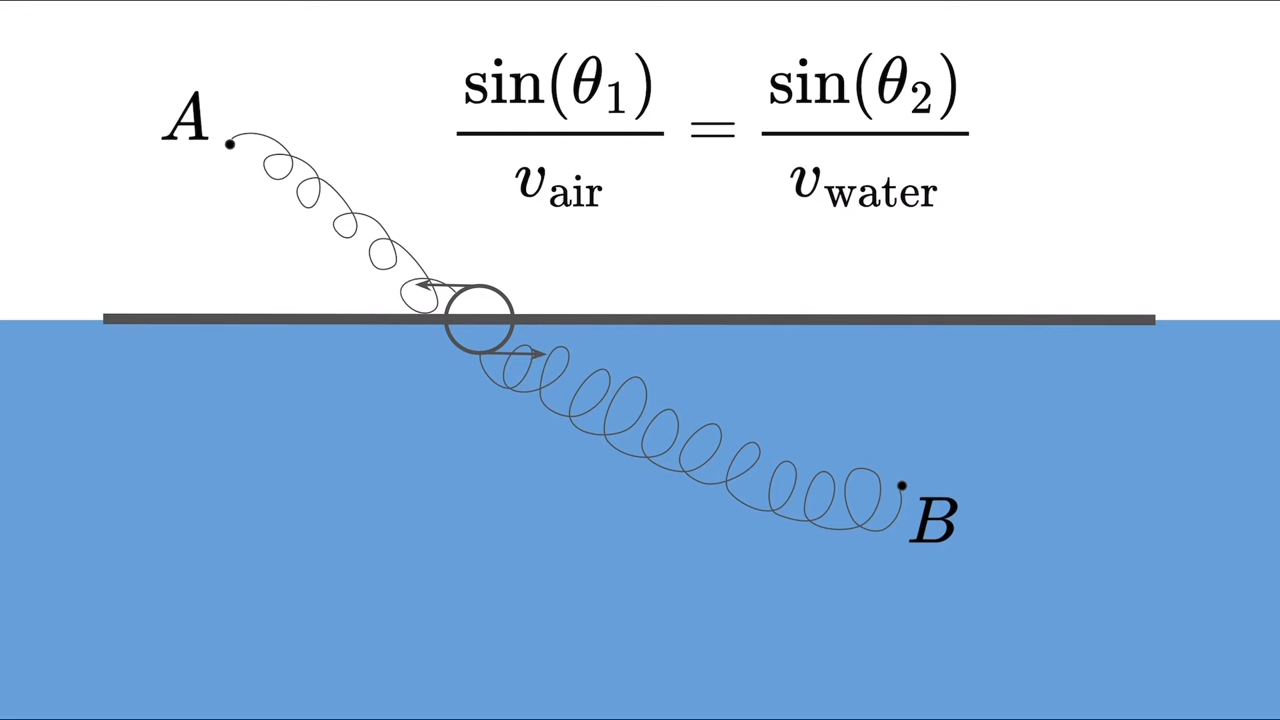 A
sin(θ₁) / v_air = sin(θ₂) / v_water
B